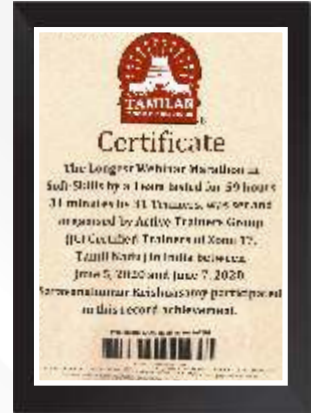 TAMILAN
Certificate
The Longest Webinar Marathon in
Soft-Skills by a Team lasted for 59 hours
31 minutes by 31 Trainers, was set and
organised by Active Trainers Group
(JCI Certified Trainers of Zone 17,
Tamil Nadu) in India between
June 5, 2020 and June 7, 2020.
Saravanakumar Krishnasamy participated
in this record achievement.